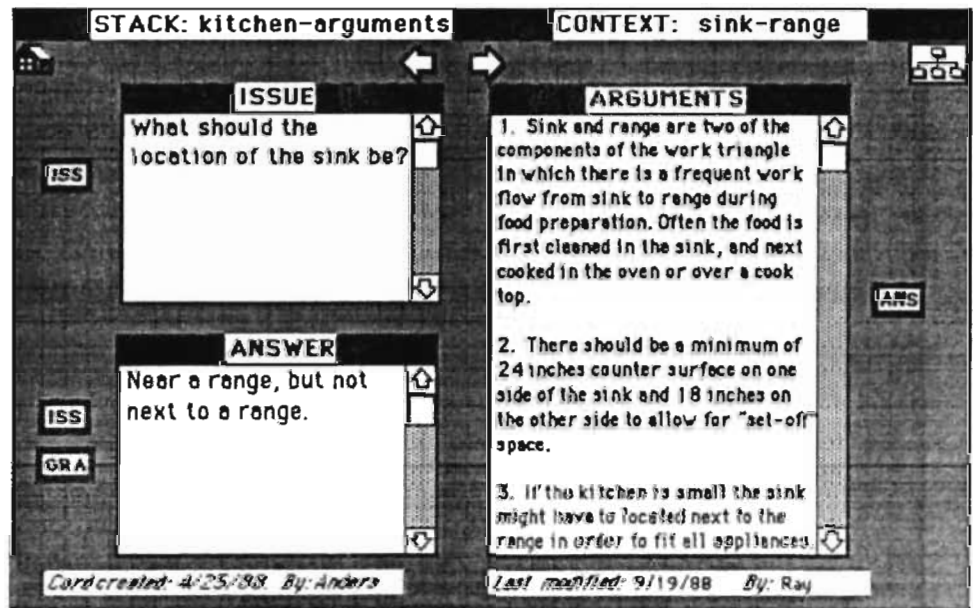 STACK: kitchen-arguments
CONTEXT: sink-range
ISSUE
What should the
location of the sink be?
ISS
ANSWER
Near a range, but not
next to a range.
ISS
GRA
ARGUMENTS
1. Sink and range are two of the
components of the work triangle
in which there is a frequent work
flow from sink to range during
food preparation. Often the food is
first cleaned in the sink, and next
cooked in the oven or over a cook
top.
2. There should be a minimum of
24 inches counter surface on one
side of the sink and 18 inches on
the other side to allow for "set-off"
space.
3. If the kitchen is small the sink
might have to located next to the
range in order to fit all appliances.
ANS
Card created: 4/25/88 By: Anders
Last modified: 9/19/88 By: Ray